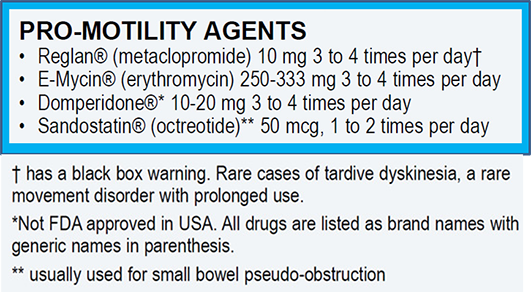 PRO-MOTILITY AGENTS
• Reglan® (metaclopromide) 10 mg 3 to 4 times per day†
• E-Mycin® (erythromycin) 250-333 mg 3 to 4 times per day
• Domperidone®* 10-20 mg 3 to 4 times per day
• Sandostatin® (octreotide)** 50 mcg, 1 to 2 times per day
† has a black box warning. Rare cases of tardive dyskinesia, a rare
movement disorder with prolonged use.
*Not FDA approved in USA. All drugs are listed as brand names with
generic names in parenthesis.
** usually used for small bowel pseudo-obstruction